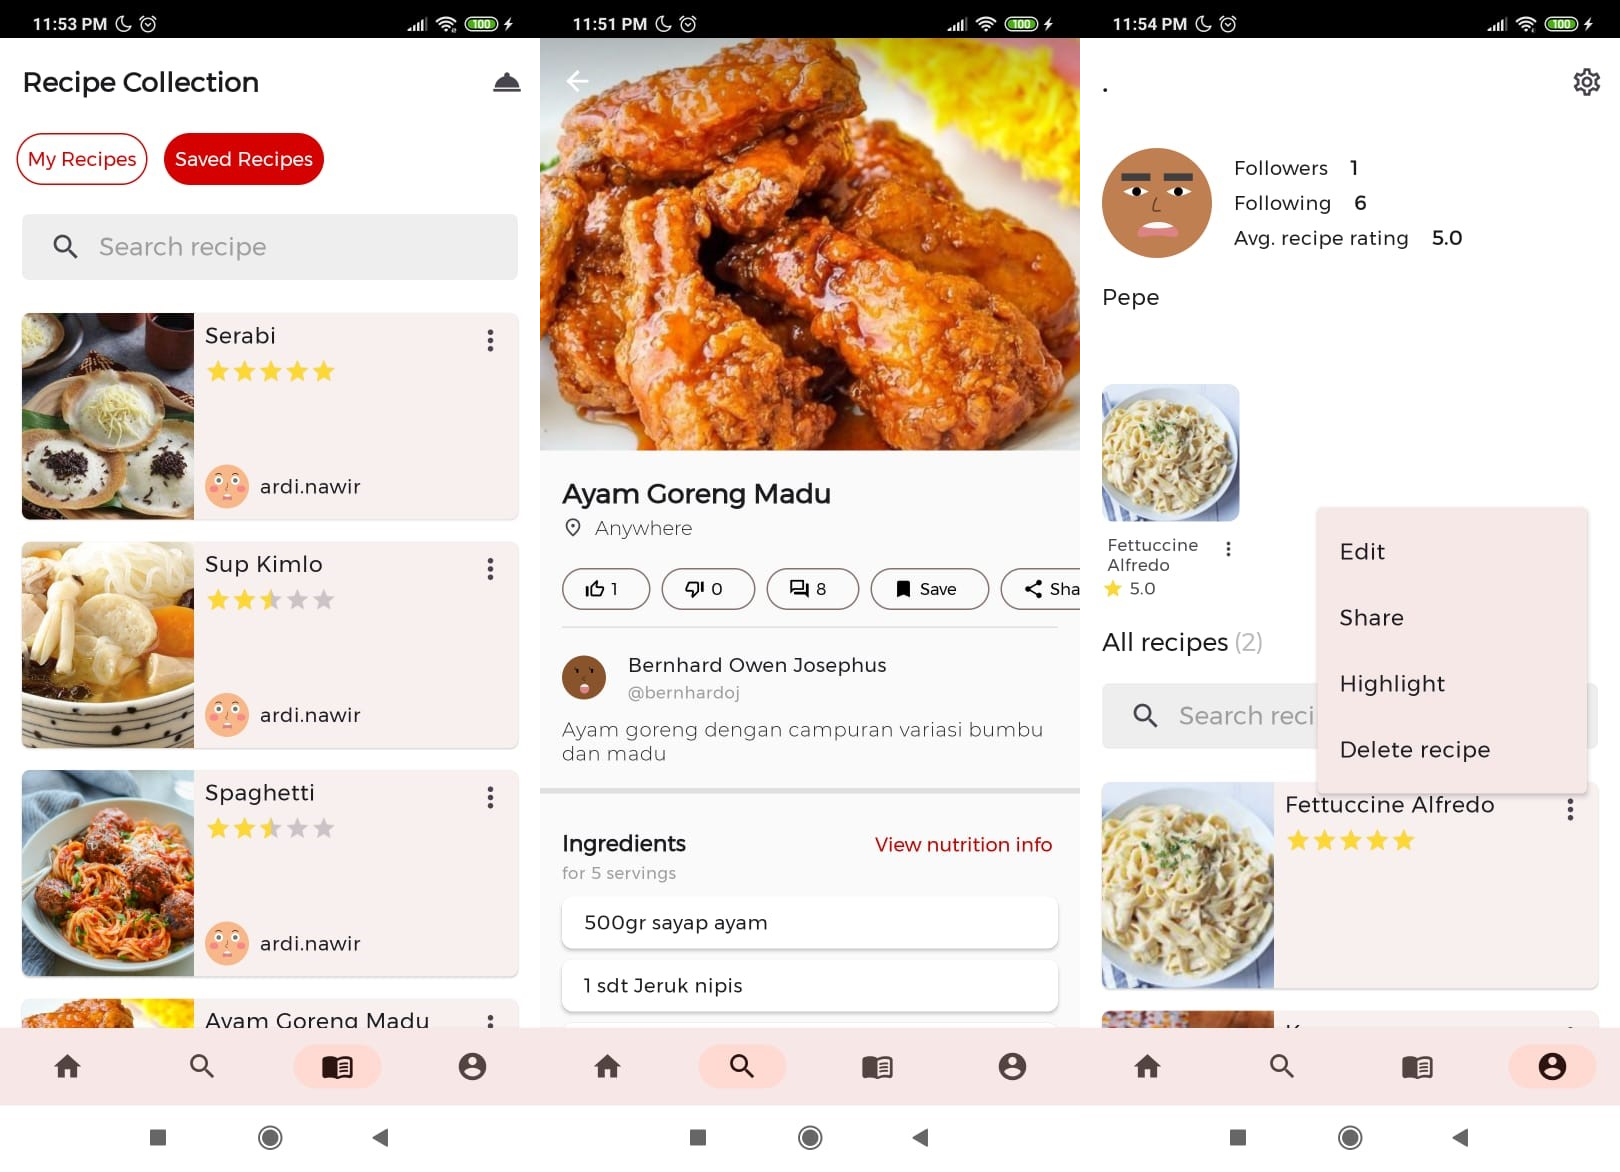 11:53 PM
100
Recipe Collection
My Recipes
Saved Recipes
Search recipe
Serabi
ardi.nawir
Sup Kimlo
ardi.nawir
Spaghetti
ardi.nawir
Ayam Goreng Madu
11:51 PM
100
Ayam Goreng Madu
Anywhere
1
0
8
Save
Sha
Bernhard Owen Josephus
@bernhardoj
Ayam goreng dengan campuran variasi bumbu
dan madu
Ingredients
View nutrition info
for 5 servings
500gr sayap ayam
1 sdt Jeruk nipis
11:54 PM
100
.
Followers 1
Following 6
Avg. recipe rating 5.0
Pepe
Fettuccine
Alfredo
5.0
All recipes (2)
Search reci
Edit
Share
Highlight
Delete recipe
Fettuccine Alfredo